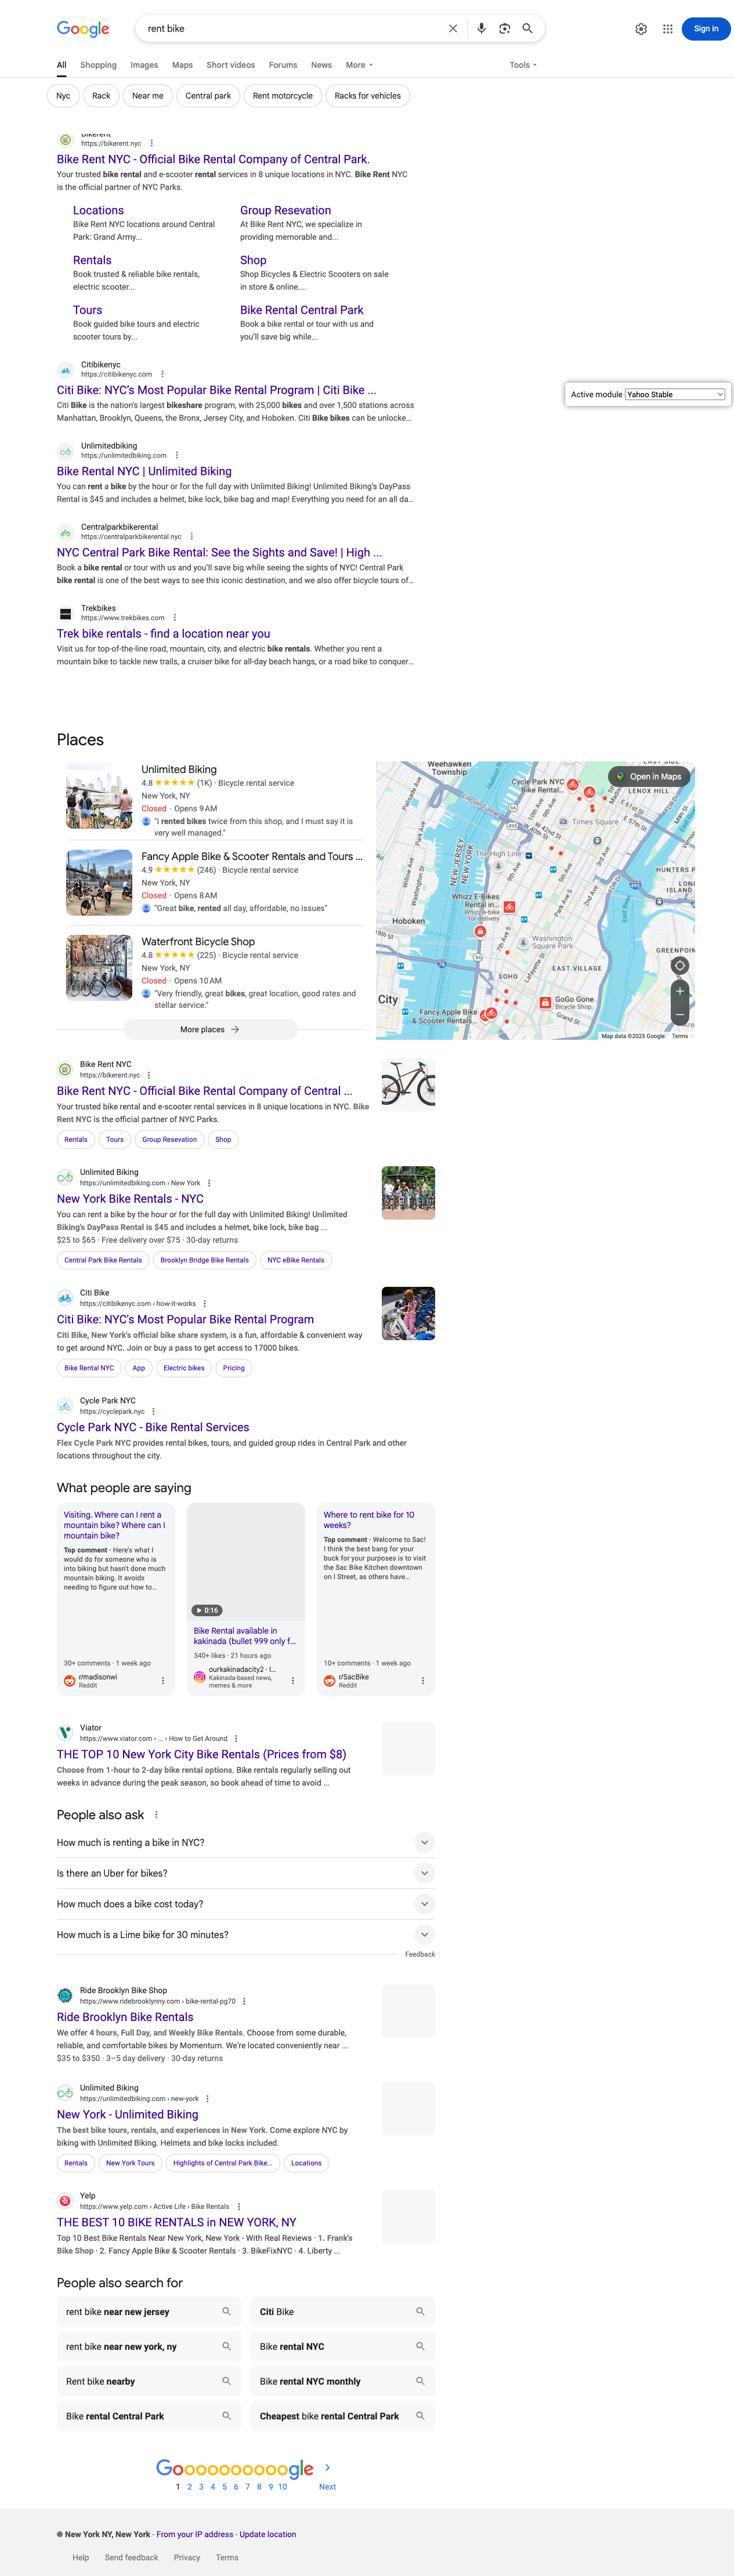 Google
rent bike
Sign in
All Shopping Images Maps Short videos Forums News More Tools
Nyc Rack Near me Central park Rent motorcycle Racks for vehicles
Bikerent
https://bikerent.nyc
Bike Rent NYC - Official Bike Rental Company of Central Park.
Your trusted bike rental and e-scooter rental services in 8 unique locations in NYC. Bike Rent NYC
is the official partner of NYC Parks.
Locations
Bike Rent NYC locations around Central
Park: Grand Army...
Group Resevation
At Bike Rent NYC, we specialize in
providing memorable and...
Rentals
Book trusted & reliable bike rentals,
electric scooter...
Shop
Shop Bicycles & Electric Scooters on sale
in store & online....
Tours
Book guided bike tours and electric
scooter tours by...
Bike Rental Central Park
Book a bike rental or tour with us and
you'll save big while...
Citibikenyc
https://citibikenyc.com
Citi Bike: NYC's Most Popular Bike Rental Program | Citi Bike ...
Citi Bike is the nation's largest bikeshare program, with 25,000 bikes and over 1,500 stations across
Manhattan, Brooklyn, Queens, the Bronx, Jersey City, and Hoboken. Citi Bike bikes can be unlocke...
Active module Yahoo Stable
Unlimitedbiking
https://unlimitedbiking.com
Bike Rental NYC | Unlimited Biking
You can rent a bike by the hour or for the full day with Unlimited Biking! Unlimited Biking's DayPass
Rental is $45 and includes a helmet, bike lock, bike bag and map! Everything you need for an all da...
Centralparkbikerental
https://centralparkbikerental.nyc
NYC Central Park Bike Rental: See the Sights and Save! | High ...
Book a bike rental or tour with us and you'll save big while seeing the sights of NYC! Central Park
bike rental is one of the best ways to see this iconic destination, and we also offer bicycle tours of...
Trekbikes
https://www.trekbikes.com
Trek bike rentals - find a location near you
Visit us for top-of-the-line road, mountain, city, and electric bike rentals. Whether you rent a
mountain bike to tackle new trails, a cruiser bike for all-day beach hangs, or a road bike to conquer...
Places
Unlimited Biking
4.8 (1K) · Bicycle rental service
New York, NY
Closed · Opens 9 AM
"I rented bikes twice from this shop, and I must say it is
very well managed."
Fancy Apple Bike & Scooter Rentals and Tours ...
4.9 (246) · Bicycle rental service
New York, NY
Closed · Opens 8 AM
"Great bike, rented all day, affordable, no issues"
Waterfront Bicycle Shop
4.8 (225) · Bicycle rental service
New York, NY
Closed · Opens 10 AM
"Very friendly, great bikes, great location, good rates and
stellar service."
More places
Weehawken
Township
Cycle Park NYC
Bike Rental...
Open in Maps
LENOX HILL
Times Square
The High Line
NEW JERSEY
NEW YORK
Hoboken
Whizz E-Bikes
Rental in...
Whizz e-bike
for delivery
Washington
Square Park
HUNTERS P
LONG
ISLAND
GREENPOIN
EAST VILLAGE
SOHO
City
GoGo Gone
Bicycle Shop
Fancy Apple Bike
& Scooter Rentals...
Map data ©2025 Google Terms
Bike Rent NYC
https://bikerent.nyc
Bike Rent NYC - Official Bike Rental Company of Central ...
Your trusted bike rental and e-scooter rental services in 8 unique locations in NYC. Bike
Rent NYC is the official partner of NYC Parks.
Rentals Tours Group Resevation Shop
Unlimited Biking
https://unlimitedbiking.com › New York
New York Bike Rentals - NYC
You can rent a bike by the hour or for the full day with Unlimited Biking! Unlimited
Biking's DayPass Rental is $45 and includes a helmet, bike lock, bike bag ...
$25 to $65 · Free delivery over $75 · 30-day returns
Central Park Bike Rentals Brooklyn Bridge Bike Rentals NYC eBike Rentals
Citi Bike
https://citibikenyc.com › how-it-works
Citi Bike: NYC's Most Popular Bike Rental Program
Citi Bike, New York's official bike share system, is a fun, affordable & convenient way
to get around NYC. Join or buy a pass to get access to 17000 bikes.
Bike Rental NYC App Electric bikes Pricing
Cycle Park NYC
https://cyclepark.nyc
Cycle Park NYC - Bike Rental Services
Flex Cycle Park NYC provides rental bikes, tours, and guided group rides in Central Park and other
locations throughout the city.
What people are saying
Visiting. Where can I rent a
mountain bike? Where can I
mountain bike?
Top comment - Here's what I
would do for someone who is
into biking but hasn't done much
mountain biking. It avoids
needing to figure out how to...
30+ comments · 1 week ago
r/madisonwi
Reddit
0:16
Bike Rental available in
kakinada (bullet 999 only f...
340+ likes · 21 hours ago
ourkakinadacity2 · I...
Kakinada-based news,
memes & more
Where to rent bike for 10
weeks?
Top comment - Welcome to Sac!
I think the best bang for your
buck for your purposes is to visit
the Sac Bike Kitchen downtown
on I Street, as others have...
10+ comments · 1 week ago
r/SacBike
Reddit
Viator
https://www.viator.com › ... › How to Get Around
THE TOP 10 New York City Bike Rentals (Prices from $8)
Choose from 1-hour to 2-day bike rental options. Bike rentals regularly selling out
weeks in advance during the peak season, so book ahead of time to avoid ...
People also ask
How much is renting a bike in NYC?
Is there an Uber for bikes?
How much does a bike cost today?
How much is a Lime bike for 30 minutes?
Feedback
Ride Brooklyn Bike Shop
https://www.ridebrooklynny.com › bike-rental-pg70
Ride Brooklyn Bike Rentals
We offer 4 hours, Full Day, and Weekly Bike Rentals. Choose from some durable,
reliable, and comfortable bikes by Momentum. We're located conveniently near ...
$35 to $350 · 3–5 day delivery · 30-day returns
Unlimited Biking
https://unlimitedbiking.com › new-york
New York - Unlimited Biking
The best bike tours, rentals, and experiences in New York. Come explore NYC by
biking with Unlimited Biking. Helmets and bike locks included.
Rentals New York Tours Highlights of Central Park Bike... Locations
Yelp
https://www.yelp.com › Active Life › Bike Rentals
THE BEST 10 BIKE RENTALS in NEW YORK, NY
Top 10 Best Bike Rentals Near New York, New York - With Real Reviews · 1. Frank's
Bike Shop · 2. Fancy Apple Bike & Scooter Rentals · 3. BikeFixNYC · 4. Liberty ...
People also search for
rent bike near new jersey
Citi Bike
rent bike near new york, ny
Bike rental NYC
Rent bike nearby
Bike rental NYC monthly
Bike rental Central Park
Cheapest bike rental Central Park
Goooooooooogle
1 2 3 4 5 6 7 8 9 10 Next
New York NY, New York - From your IP address - Update location
Help Send feedback Privacy Terms